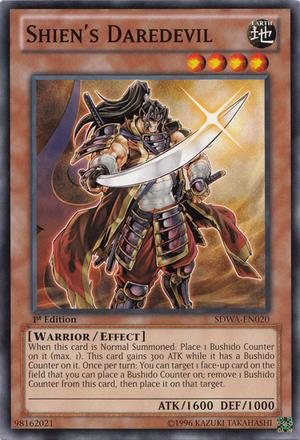 SHIEN'S DAREDEVIL
EARTH
地
SDWA-EN020
1st Edition
[WARRIOR / EFFECT]
When this card is Normal Summoned: Place 1 Bushido Counter
on it (max. 1). This card gains 300 ATK while it has a Bushido
Counter on it. Once per turn: You can target 1 face-up card on the
field that you can place a Bushido Counter on; remove 1 Bushido
Counter from this card, then place it on that target.
ATK/1600 DEF/1000
98162021
©1996 KAZUKI TAKAHASHI